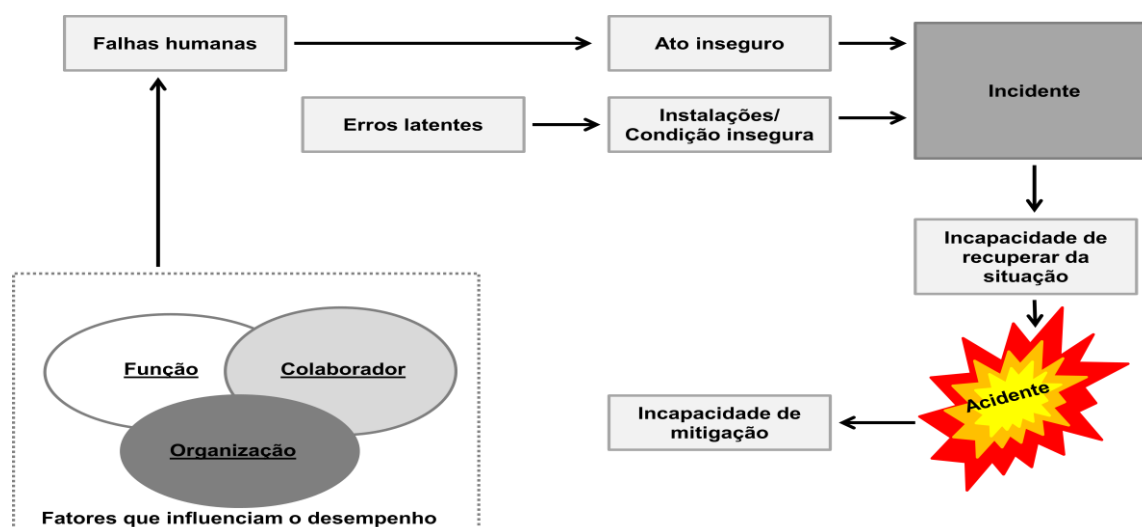 Falhas humanas
Ato inseguro
Incidente
Erros latentes
Instalações/
Condição insegura
Incapacidade de
recuperar da
situação
Função
Colaborador
Organização
Acidente
Incapacidade de
mitigação
Fatores que influenciam o desempenho